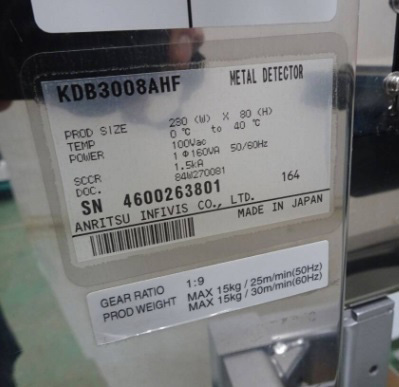 KDB3008AHF METAL DETECTOR
PROD SIZE 230 (W) X 80 (H)
TEMP 0 ℃ to 40 ℃
POWER 100Vac
1 Φ 160VA 50/60Hz
SCCR 1.5kA
DOC. 84W270081
SN 4600263801 164
ANRITSU INFIVIS CO., LTD. MADE IN JAPAN
GEAR RATIO 1:9
PROD WEIGHT MAX 15kg / 25m/min(50Hz)
MAX 15kg / 30m/min(60Hz)